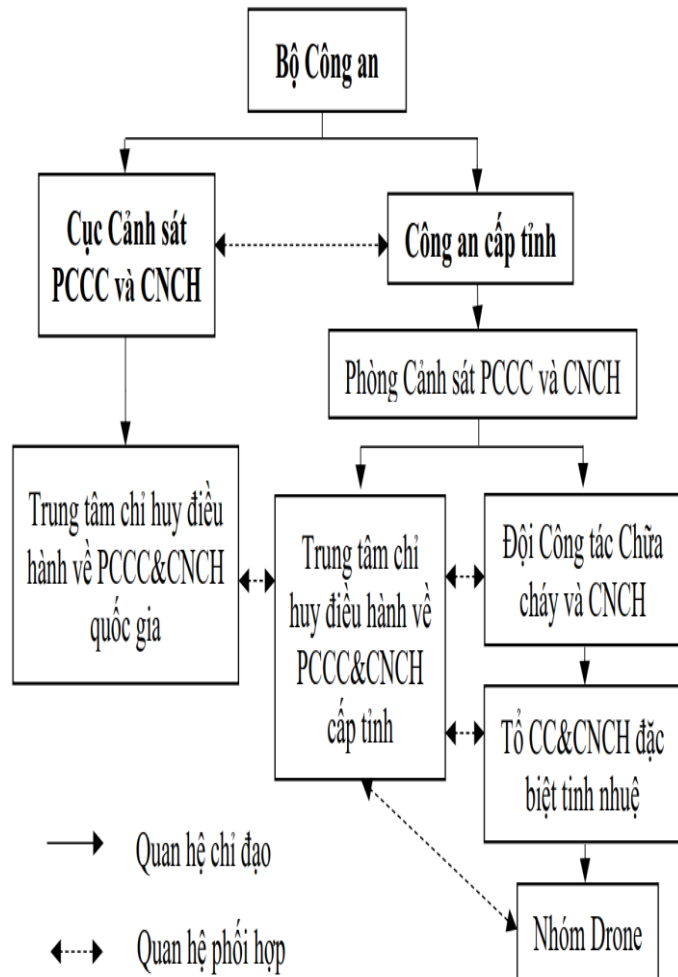 Bộ Công an
Cục Cảnh sát
PCCC và CNCH
Công an cấp tỉnh
Phòng Cảnh sát PCCC và CNCH
Trung tâm chỉ huy điều
hành về PCCC&CNCH
quốc gia
Trung tâm chỉ
huy điều hành về
PCCC&CNCH
cấp tỉnh
Đội Công tác Chữa
cháy và CNCH
Tổ CC&CNCH đặc
biệt tinh nhuệ
Nhóm Drone
Quan hệ chỉ đạo
Quan hệ phối hợp